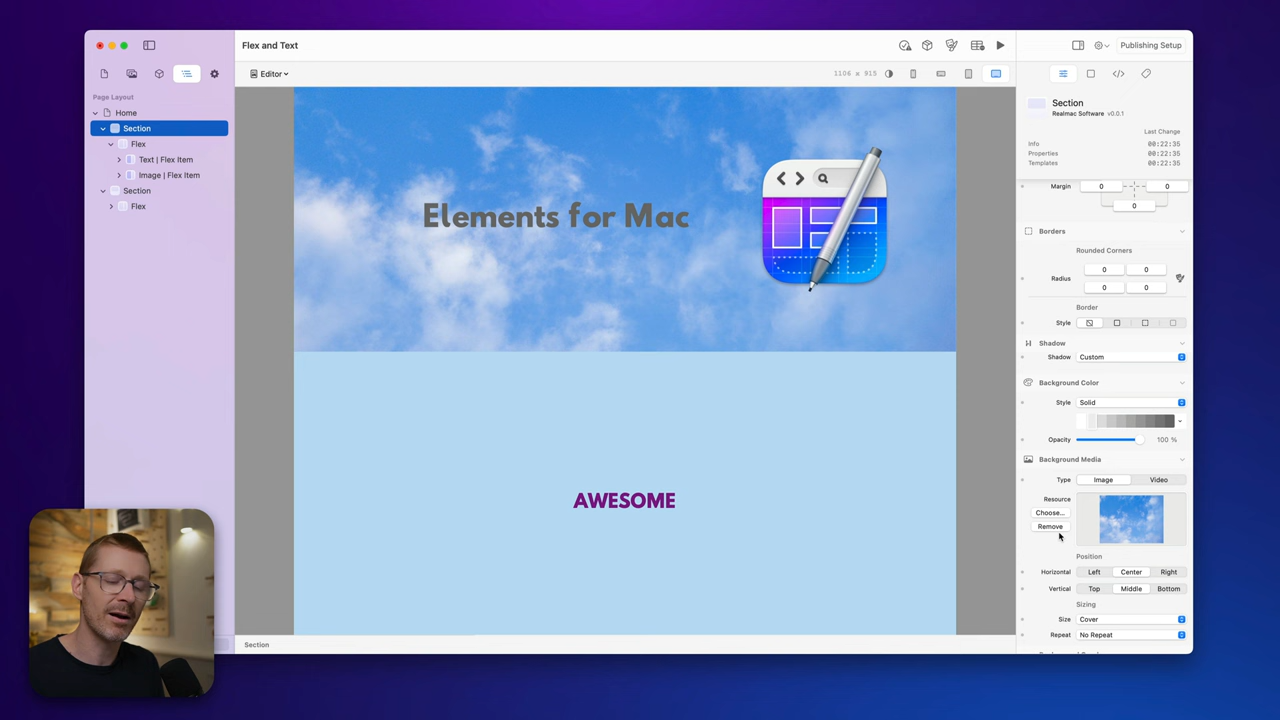 Flex and Text
Publishing Setup
Editor
1106 x 915
Page Layout
Home
Section
Flex
Text | Flex Item
Image | Flex Item
Section
Flex
Elements for Mac
AWESOME
Section
Section
Realmac Software v0.0.1
Last Change
Info 00:22:35
Properties 00:22:35
Templates 00:22:35
Margin 0 0
0
Borders
Rounded Corners
Radius 0 0
0 0
Border
Style
Shadow
Shadow Custom
Background Color
Style Solid
Opacity 100 %
Background Media
Type Image Video
Resource
Choose...
Remove
Position
Horizontal Left Center Right
Vertical Top Middle Bottom
Sizing
Size Cover
Repeat No Repeat